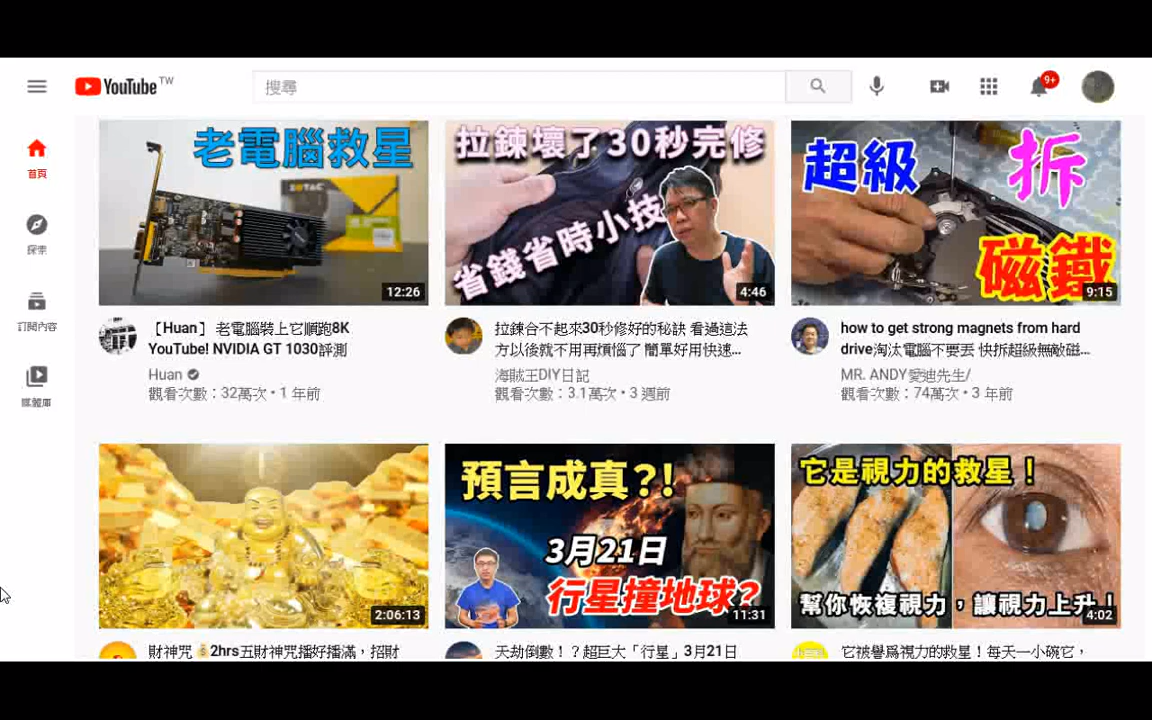 YouTube TW
搜尋
9+
首頁
探索
訂閱內容
媒體庫
老電腦救星
ZOTAC
12:26
拉鍊壞了30秒完修
省錢省時小技
4:46
超級 拆
磁鐵
9:15
【Huan】 老電腦裝上它順跑8K
YouTube! NVIDIA GT 1030評測
Huan
觀看次數：32萬次 • 1 年前
拉鍊合不起來30秒修好的秘訣 看過這法
方以後就不用再煩惱了 簡單好用快速...
海賊王DIY日記
觀看次數：3.1萬次 • 3 週前
how to get strong magnets from hard
drive淘汰電腦不要丟 快拆超級無敵磁...
MR. ANDY愛迪先生/
觀看次數：74萬次 • 3 年前
2:06:13
預言成真?!
3月21日
行星撞地球?
11:31
它是視力的救星！
幫你恢複視力，讓視力上升！
4:02
財神咒💰2hrs五財神咒播好播滿，招財
天劫倒數！？超巨大「行星」3月21日
它被譽爲視力的救星！每天一小碗它，